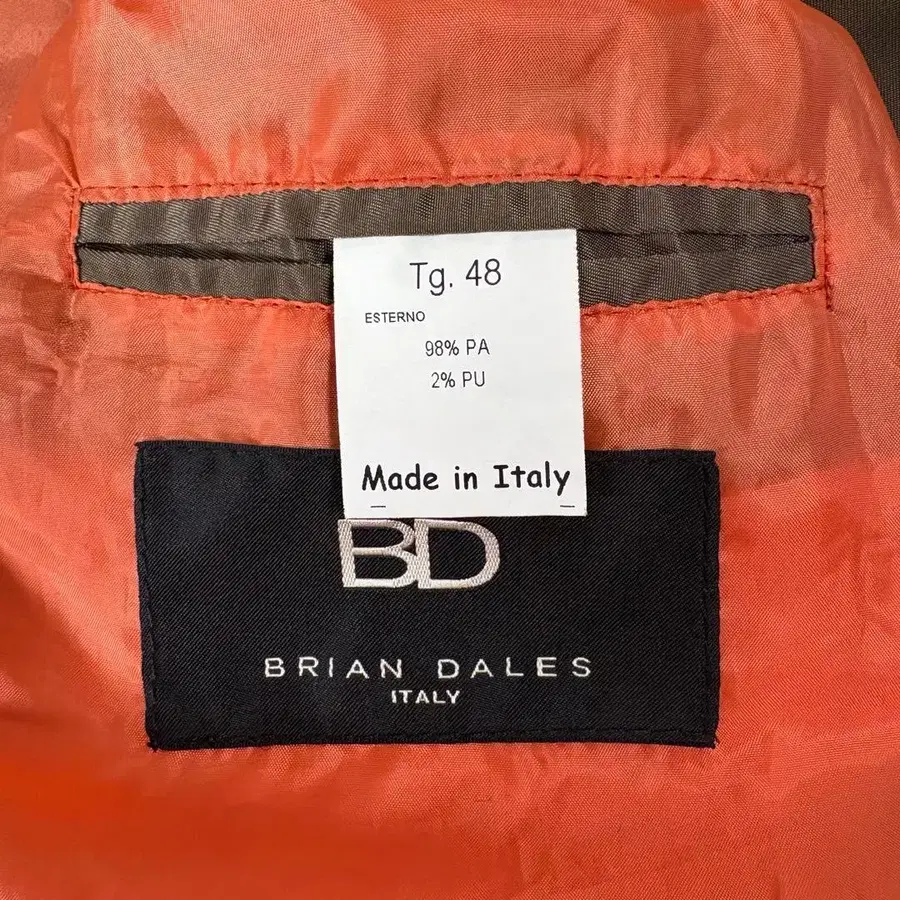 Tg. 48
ESTERNO
98% PA
2% PU
Made in Italy
BD
BRIAN DALES
ITALY